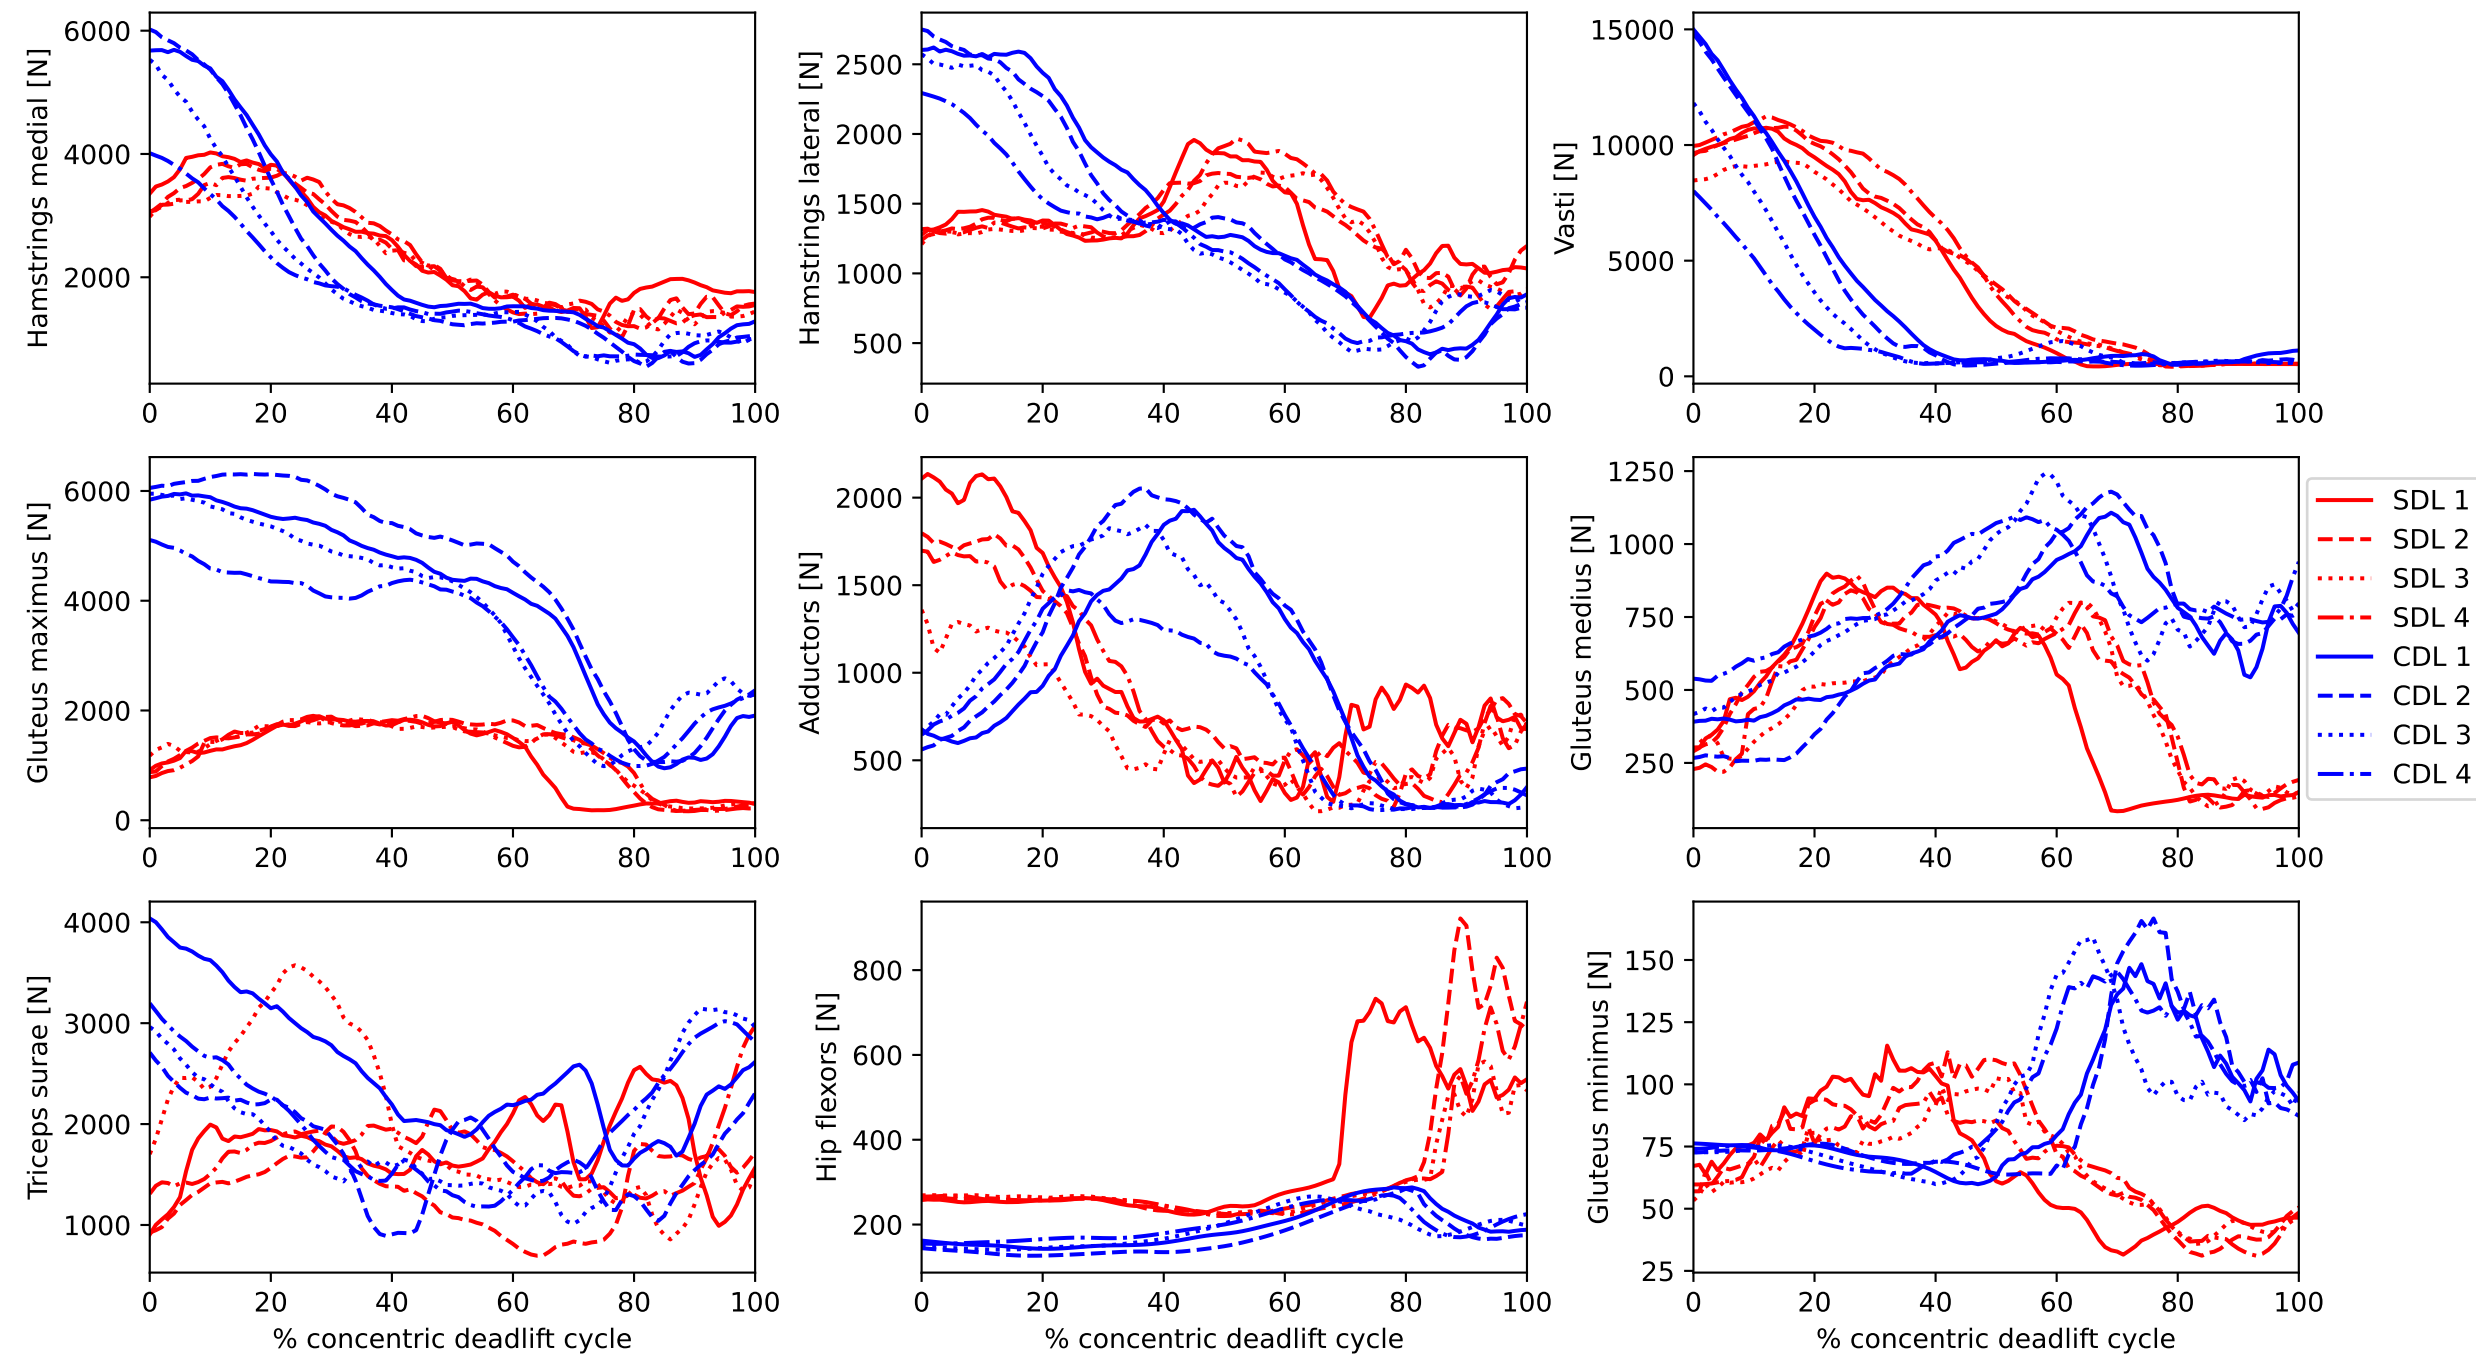 Hamstrings medial [N]
6000
4000
2000
0 20 40 60 80 100
Hamstrings lateral [N]
2500
2000
1500
1000
500
0 20 40 60 80 100
Vasti [N]
15000
10000
5000
0
0 20 40 60 80 100
Gluteus maximus [N]
6000
4000
2000
0
0 20 40 60 80 100
Adductors [N]
2000
1500
1000
500
0 20 40 60 80 100
Gluteus medius [N]
1250
1000
750
500
250
0 20 40 60 80 100
SDL 1
SDL 2
SDL 3
SDL 4
CDL 1
CDL 2
CDL 3
CDL 4
Triceps surae [N]
4000
3000
2000
1000
0 20 40 60 80 100
% concentric deadlift cycle
Hip flexors [N]
800
600
400
200
0 20 40 60 80 100
% concentric deadlift cycle
Gluteus minimus [N]
150
125
100
75
50
25
0 20 40 60 80 100
% concentric deadlift cycle